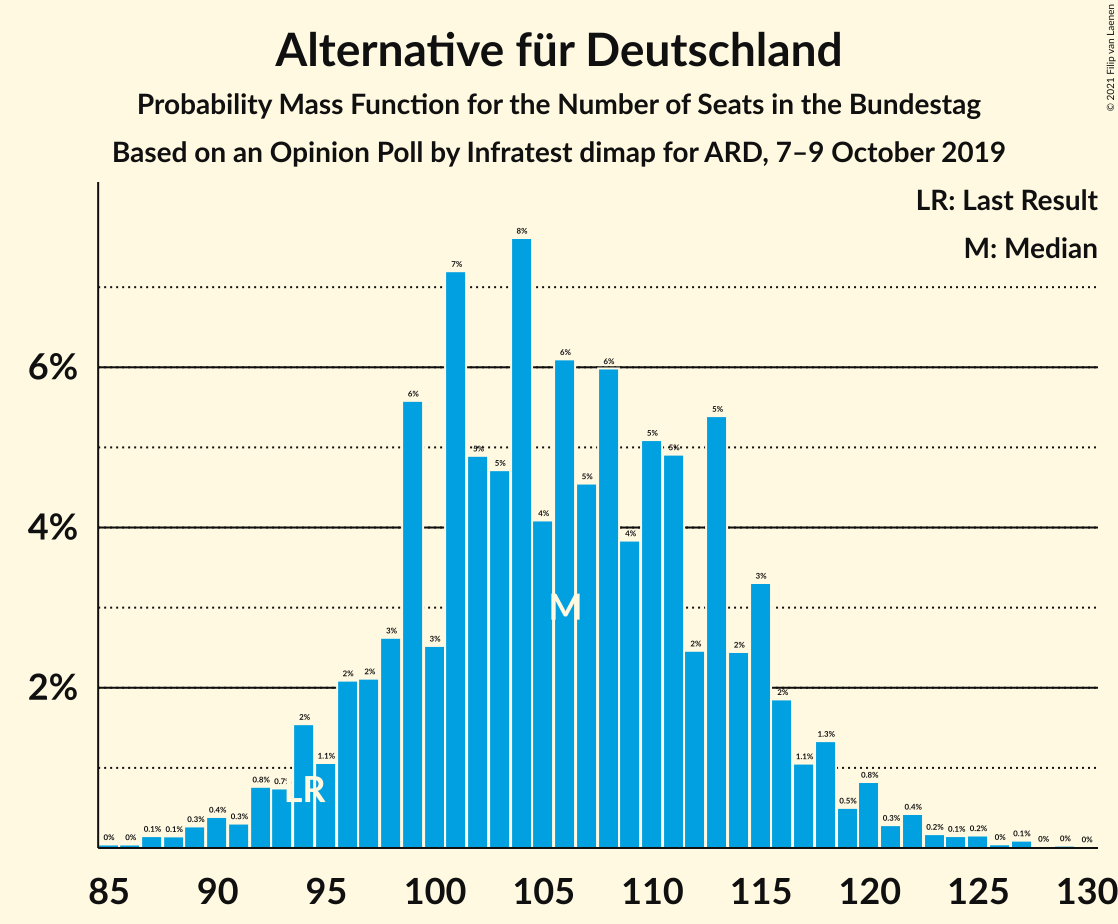 Alternative für Deutschland
Probability Mass Function for the Number of Seats in the Bundestag
Based on an Opinion Poll by Infratest dimap for ARD, 7–9 October 2019
© 2021 Filip van Laenen
LR: Last Result
M: Median
6%
4%
2%
0% 0% 0.1% 0.1% 0.3% 0.4% 0.3% 0.8% 0.7% 2% 1.1% 2% 2% 3% 6% 3% 7% 5% 5% 8% 4% 6% 5% 6% 4% 5% 5% 2% 5% 2% 3% 2% 1.1% 1.3% 0.5% 0.8% 0.3% 0.4% 0.2% 0.1% 0.2% 0% 0.1% 0% 0% 0%
M
LR
85 90 95 100 105 110 115 120 125 130